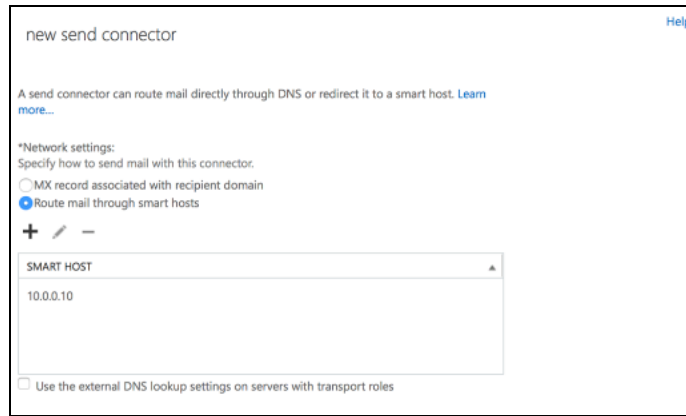 Help
new send connector
A send connector can route mail directly through DNS or redirect it to a smart host. Learn
more...
*Network settings:
Specify how to send mail with this connector.
MX record associated with recipient domain
Route mail through smart hosts
SMART HOST
10.0.0.10
Use the external DNS lookup settings on servers with transport roles